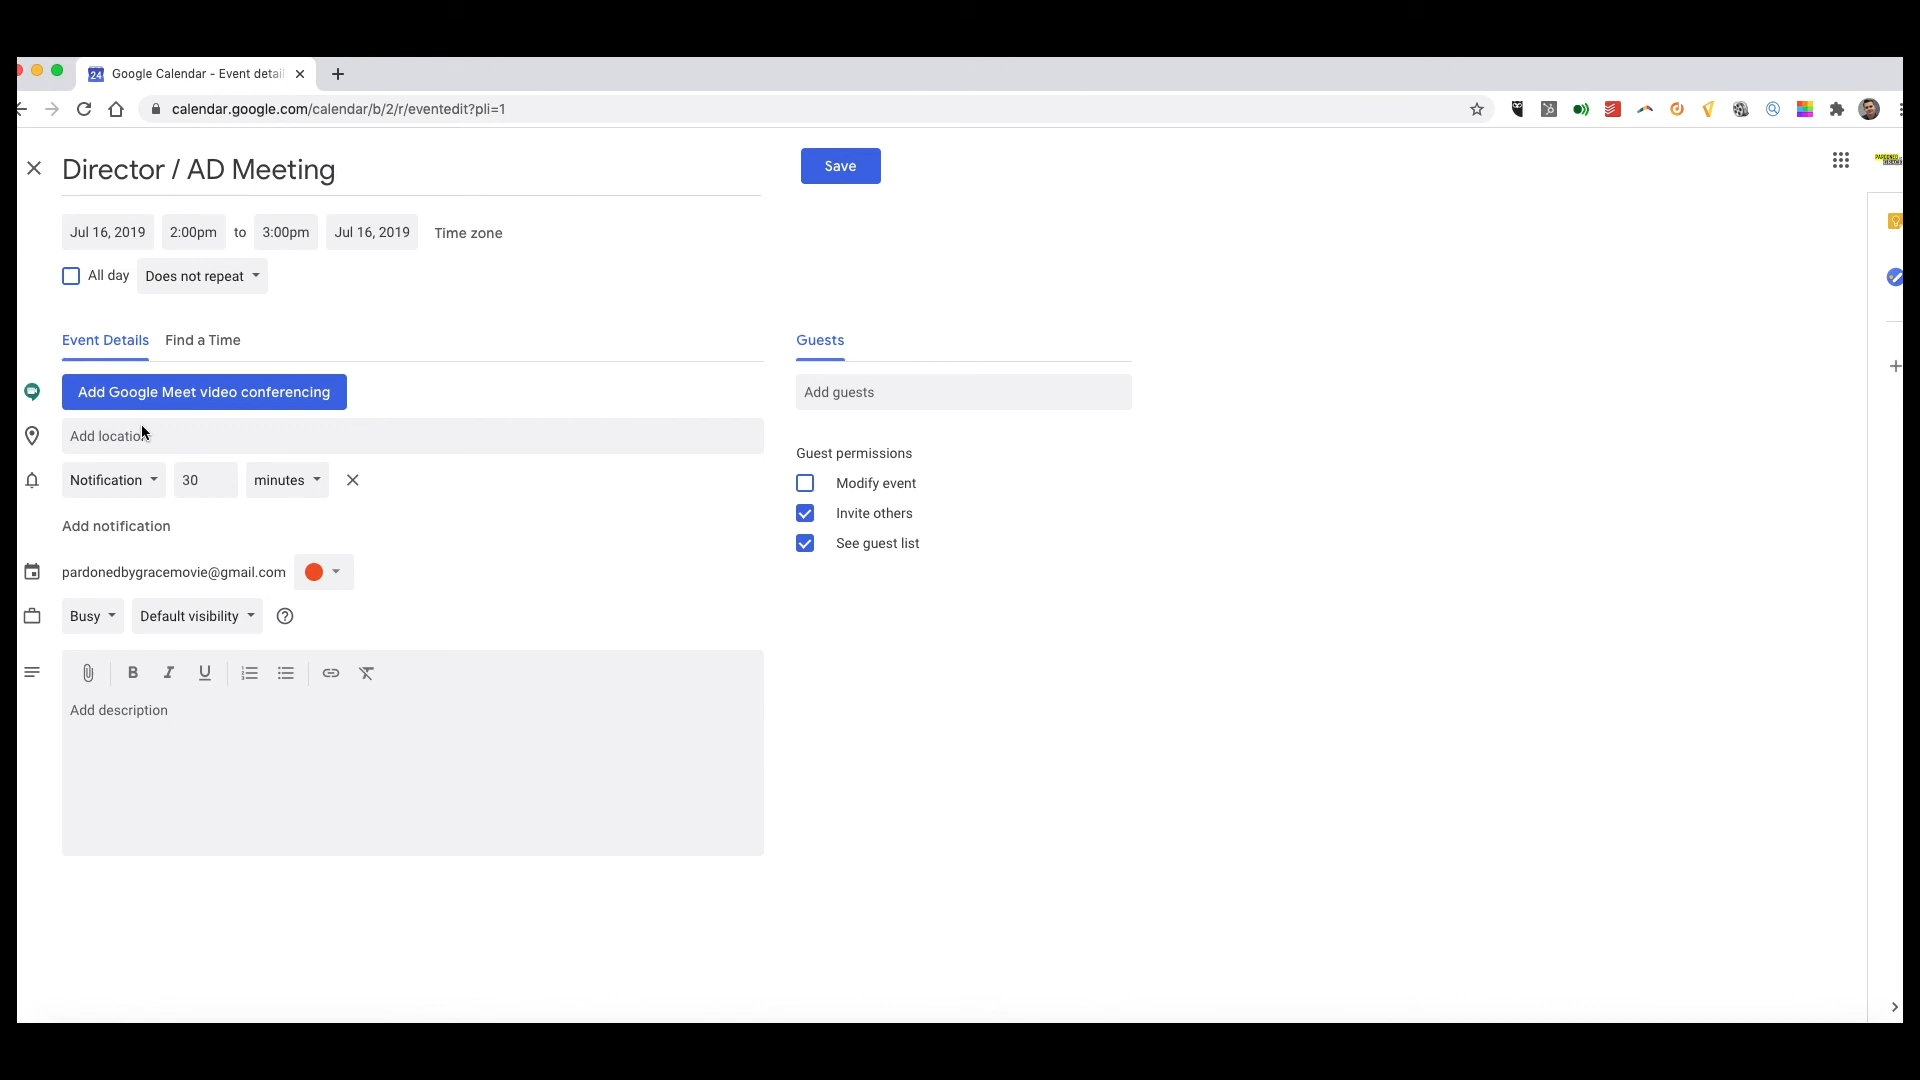 24
Google Calendar - Event detai
calendar.google.com/calendar/b/2/r/eventedit?pli=1
Director / AD Meeting
Save
Jul 16, 2019 2:00pm to 3:00pm Jul 16, 2019 Time zone
All day Does not repeat
Event Details Find a Time
Guests
Add Google Meet video conferencing
Add guests
Add location
Guest permissions
Notification 30 minutes
Modify event
Invite others
Add notification
See guest list
pardonedbygracemovie@gmail.com
Busy Default visibility
B I U
Add description